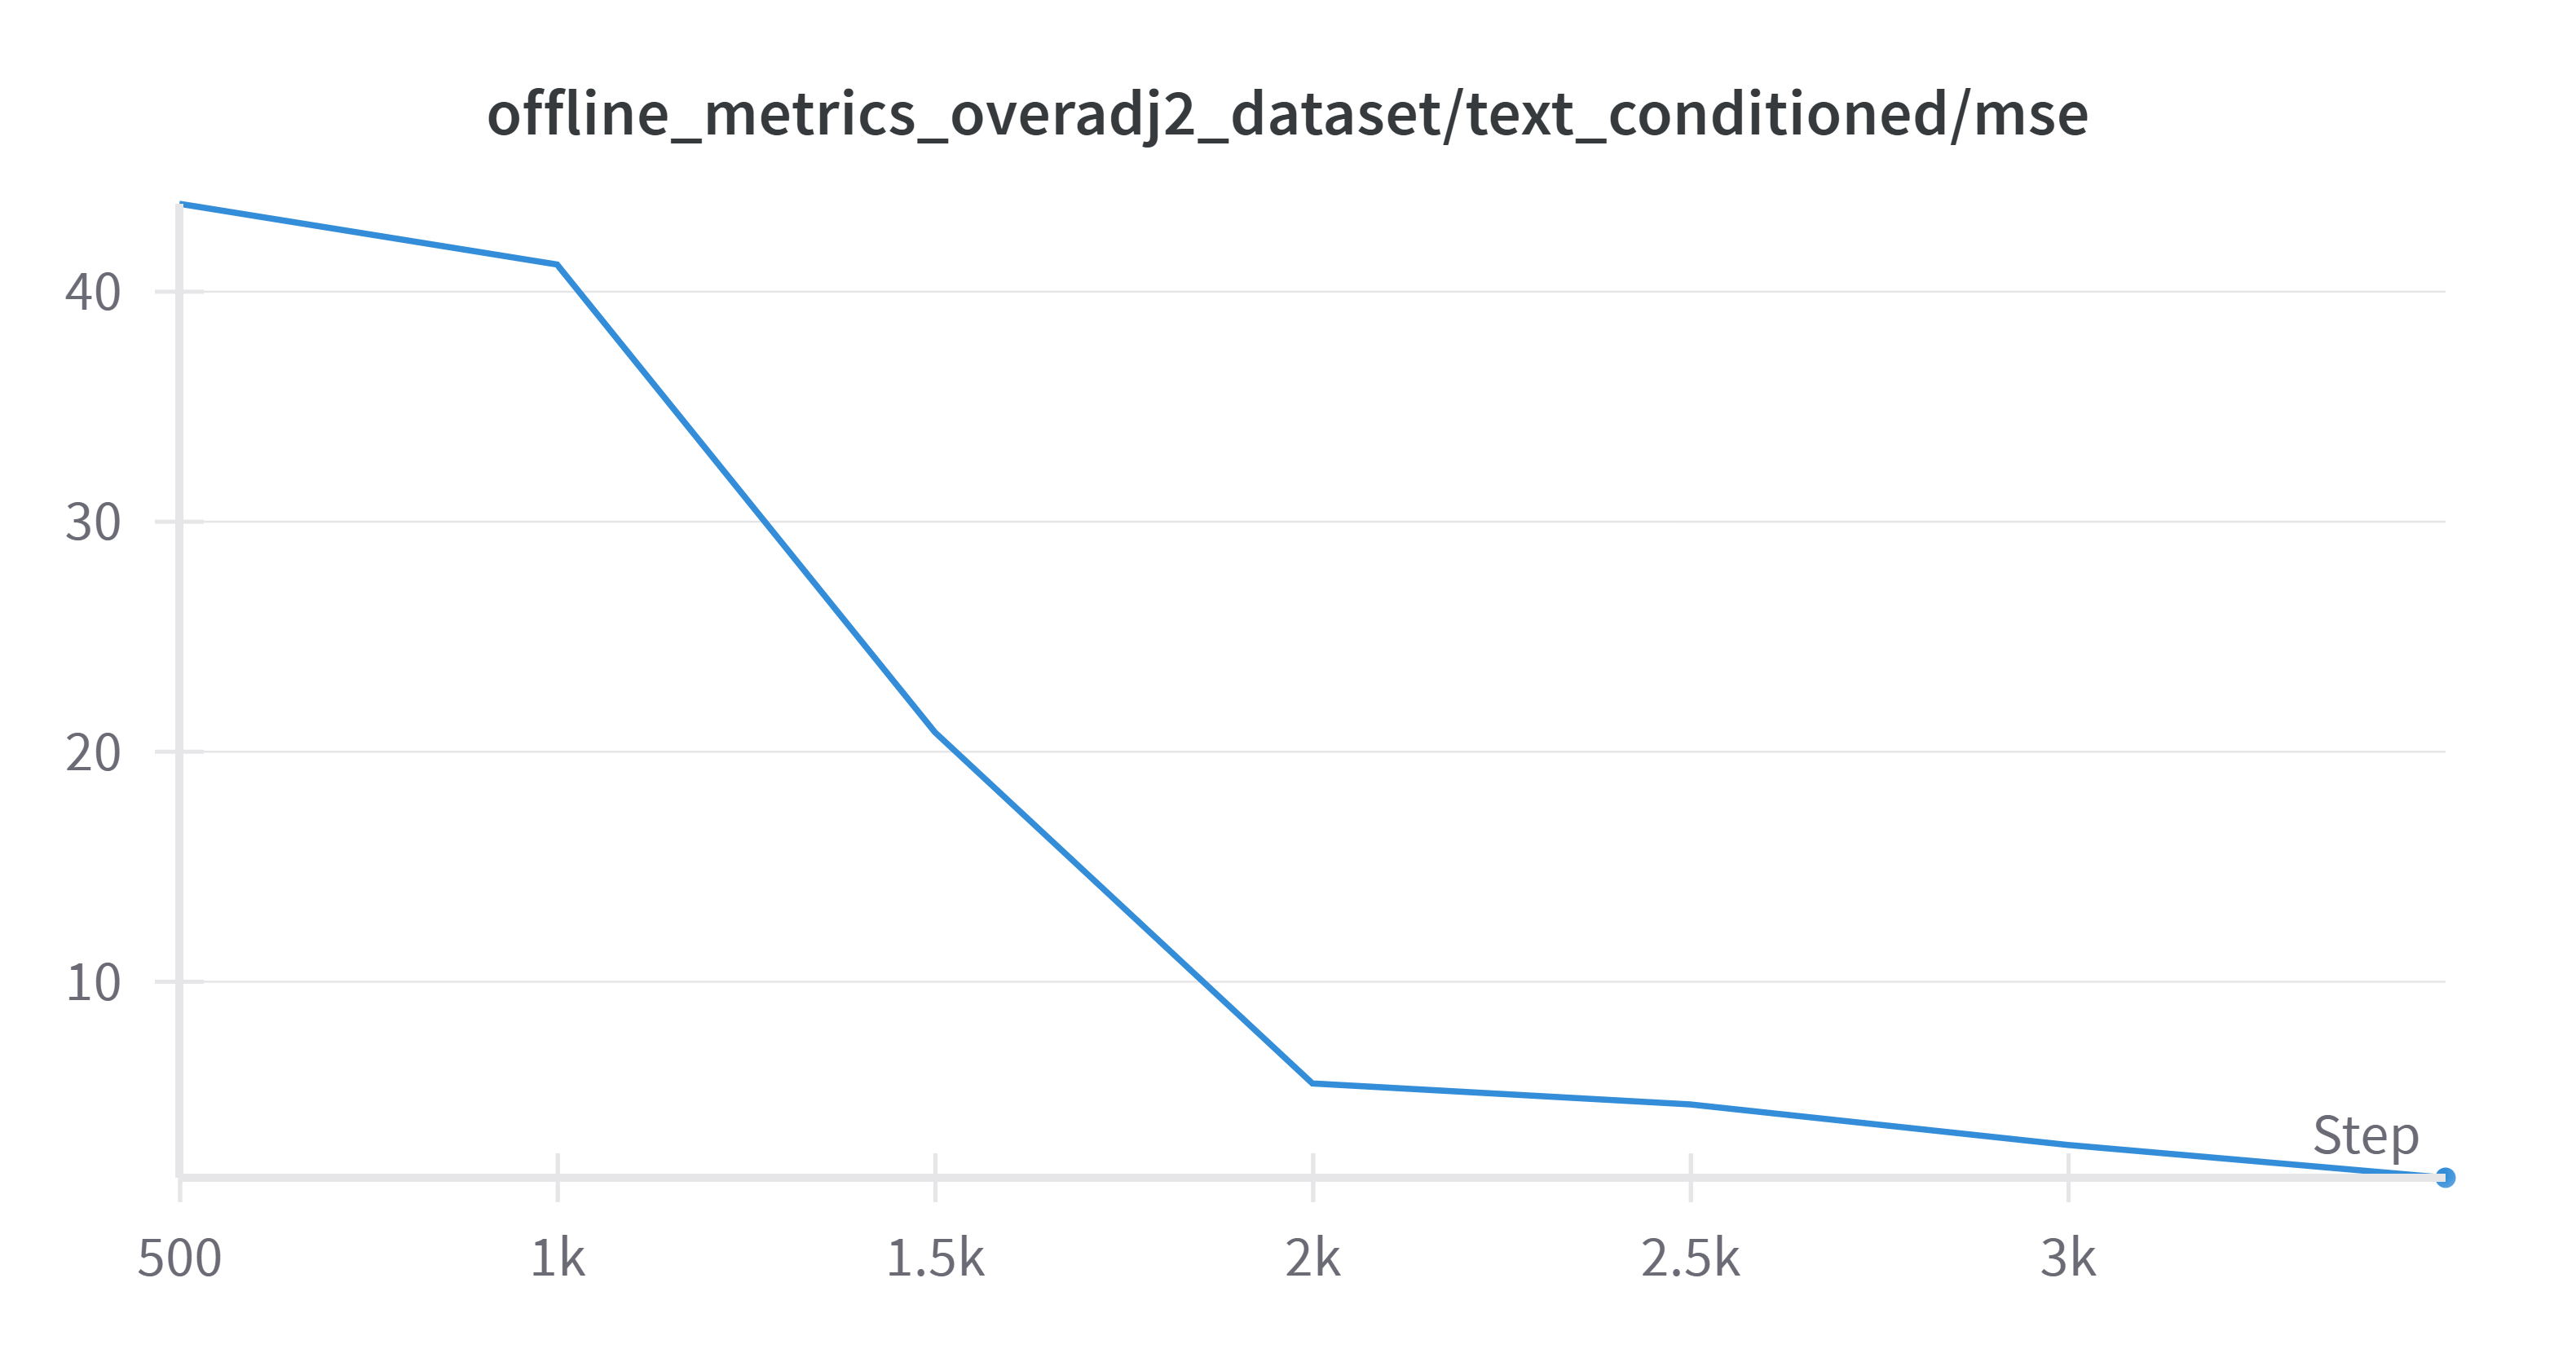 offline_metrics_overadj2_dataset/text_conditioned/mse
40
30
20
10
Step
500 1k 1.5k 2k 2.5k 3k